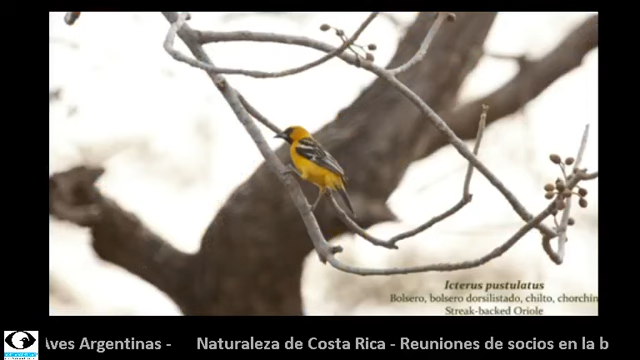 Icterus pustulatus
Bolsero, bolsero dorsilistado, chilto, chorchín
Streak-backed Oriole
Aves Argentinas - Naturaleza de Costa Rica - Reuniones de socios en la b